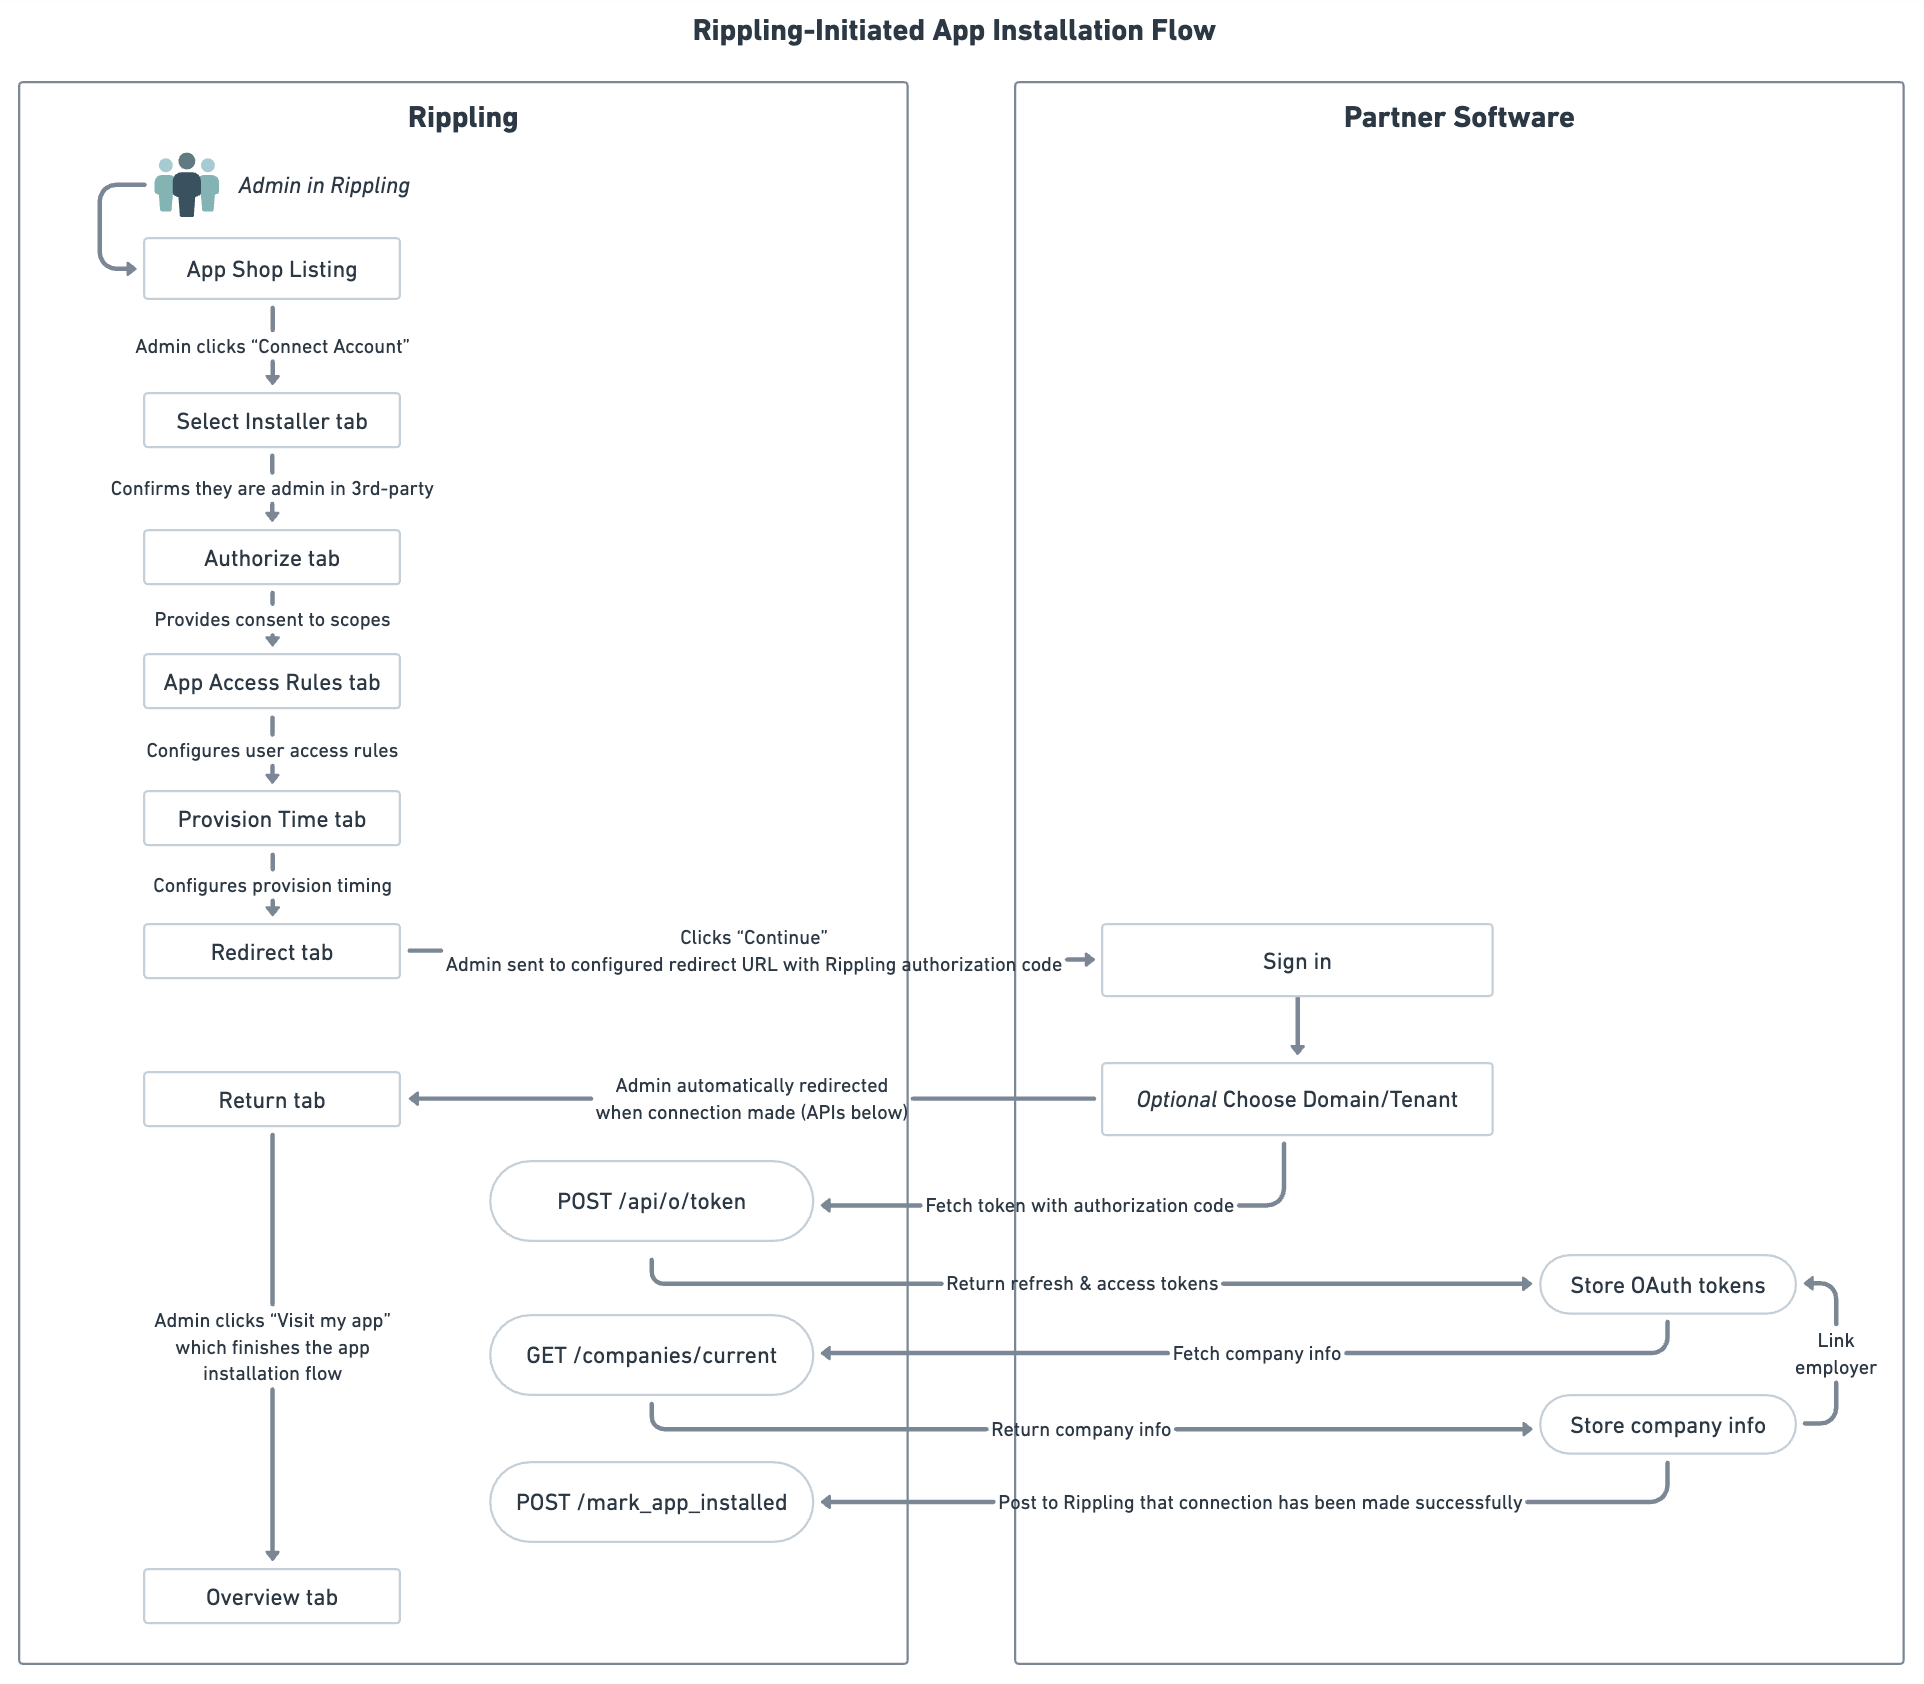 Rippling-Initiated App Installation Flow
Rippling
Partner Software
Admin in Rippling
App Shop Listing
Admin clicks “Connect Account”
Select Installer tab
Confirms they are admin in 3rd-party
Authorize tab
Provides consent to scopes
App Access Rules tab
Configures user access rules
Provision Time tab
Configures provision timing
Redirect tab
Clicks “Continue”
Admin sent to configured redirect URL with Rippling authorization code
Sign in
Optional Choose Domain/Tenant
Admin automatically redirected
when connection made (APIs below)
Return tab
POST /api/o/token
Fetch token with authorization code
Return refresh & access tokens
Store OAuth tokens
Admin clicks “Visit my app”
which finishes the app
installation flow
GET /companies/current
Fetch company info
Link
employer
Return company info
Store company info
POST /mark_app_installed
Post to Rippling that connection has been made successfully
Overview tab